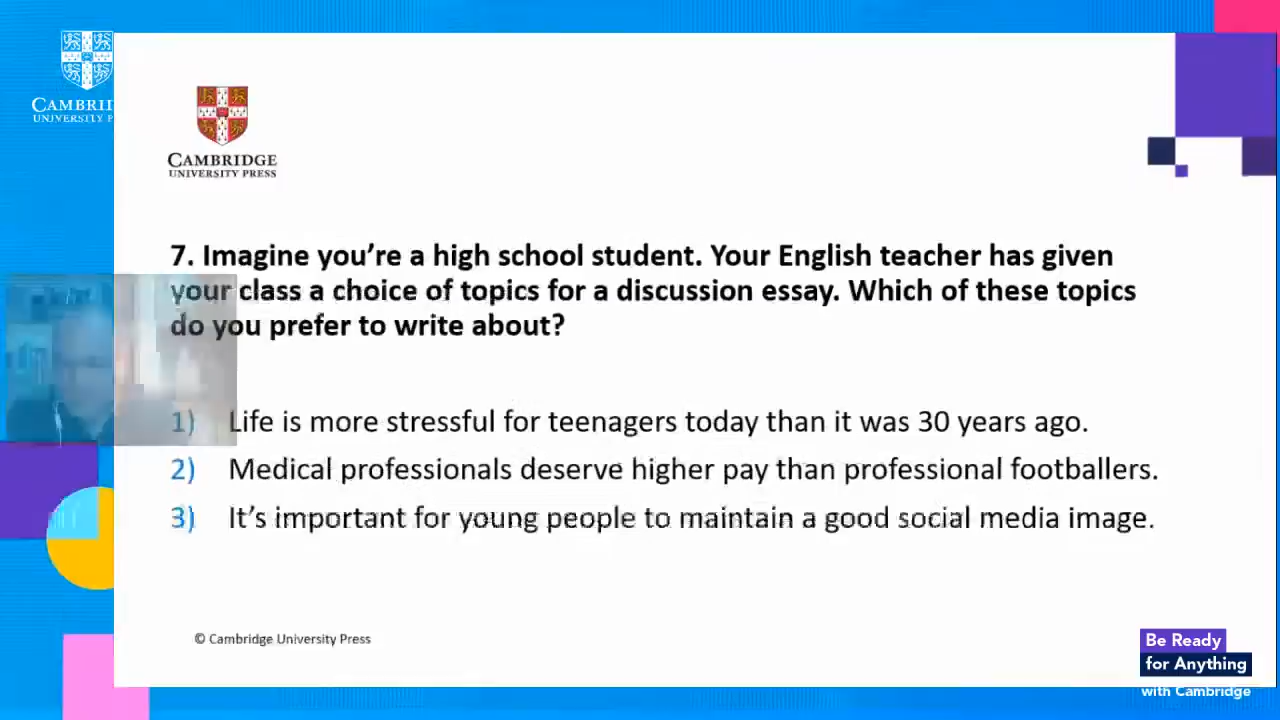 CAMBRI
UNIVERSITY P
CAMBRIDGE
UNIVERSITY PRESS
7. Imagine you’re a high school student. Your English teacher has given
your class a choice of topics for a discussion essay. Which of these topics
do you prefer to write about?
1) Life is more stressful for teenagers today than it was 30 years ago.
2) Medical professionals deserve higher pay than professional footballers.
3) It’s important for young people to maintain a good social media image.
© Cambridge University Press
Be Ready
for Anything
with Cambridge